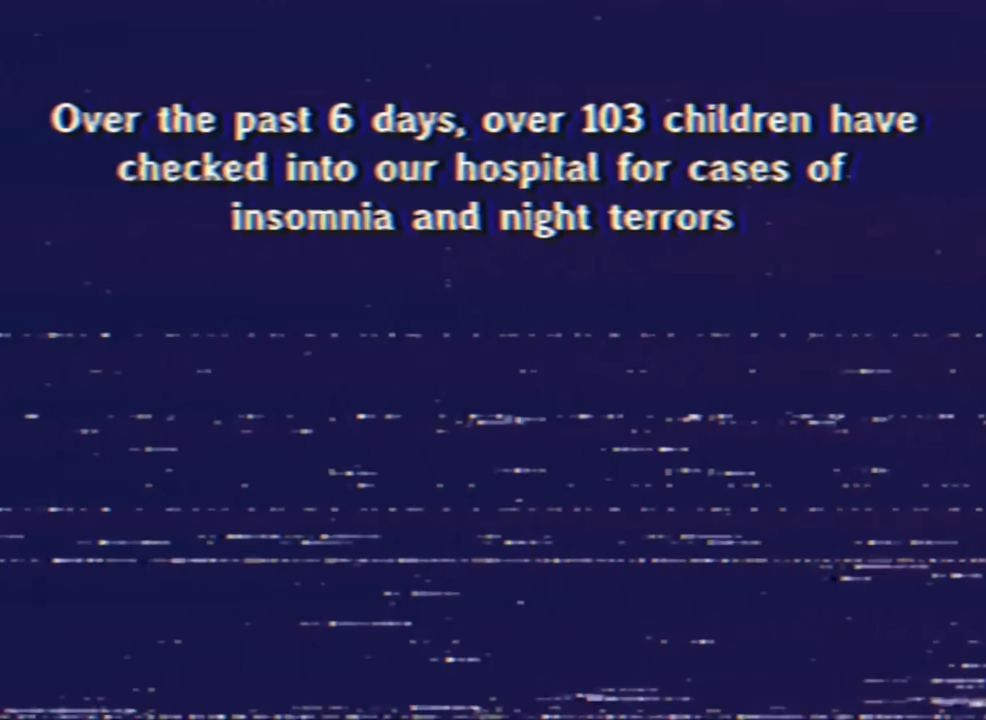 Over the past 6 days, over 103 children have
checked into our hospital for cases of
insomnia and night terrors